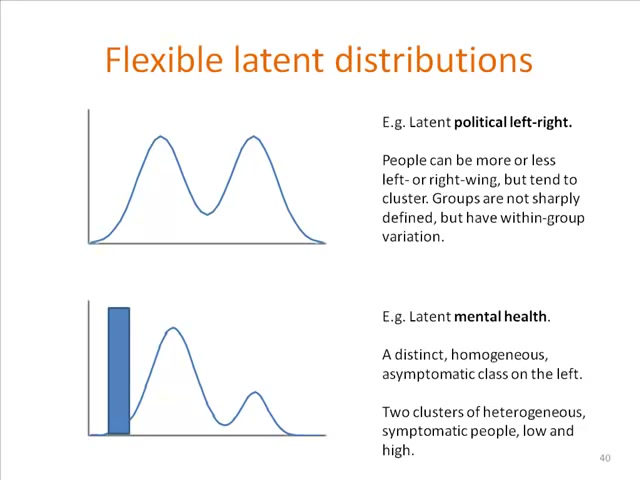 Flexible latent distributions
E.g. Latent political left-right.
People can be more or less
left- or right-wing, but tend to
cluster. Groups are not sharply
defined, but have within-group
variation.
E.g. Latent mental health.
A distinct, homogeneous,
asymptomatic class on the left.
Two clusters of heterogeneous,
symptomatic people, low and
high.
40